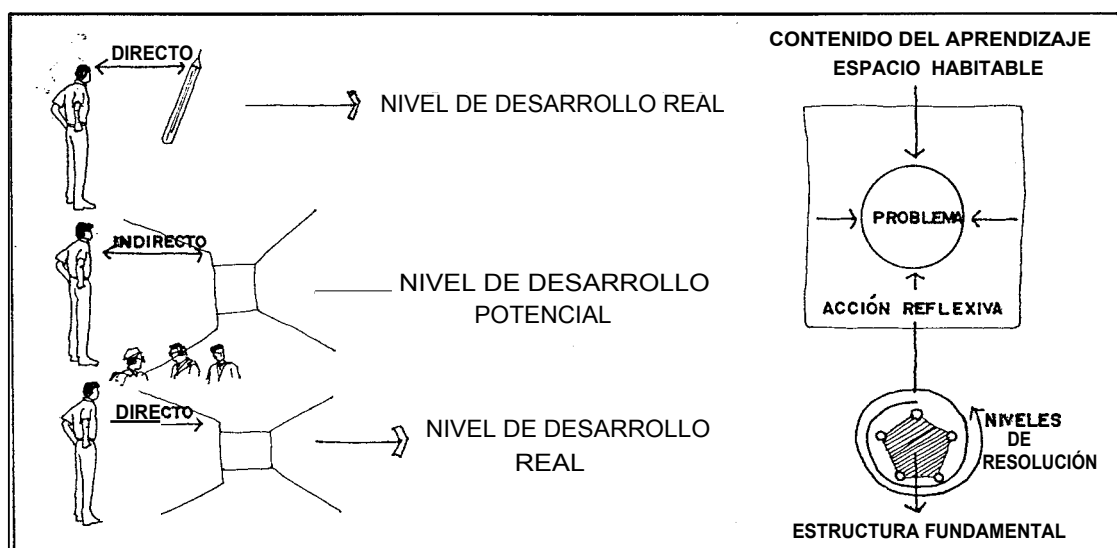 DIRECTO
NIVEL DE DESARROLLO REAL
INDIRECTO
NIVEL DE DESARROLLO
POTENCIAL
DIRECTO
NIVEL DE DESARROLLO
REAL
CONTENIDO DEL APRENDIZAJE
ESPACIO HABITABLE
PROBLEMA
ACCIÓN REFLEXIVA
NIVELES
DE
RESOLUCIÓN
ESTRUCTURA FUNDAMENTAL